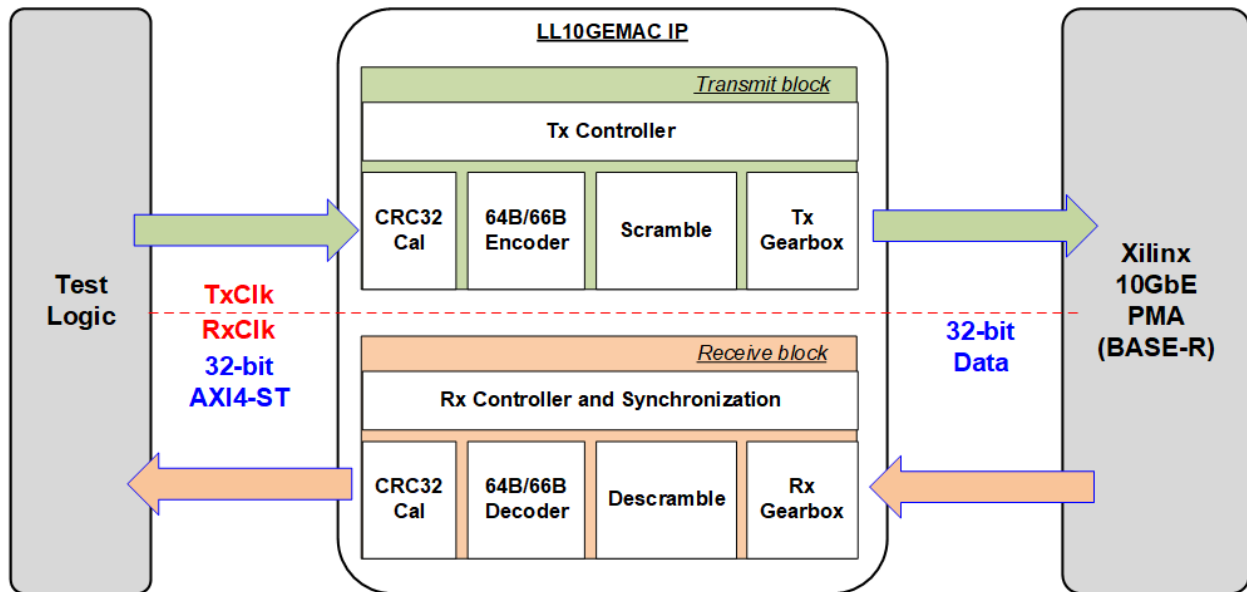 LL10GEMAC IP
Transmit block
Tx Controller
CRC32
Cal
64B/66B
Encoder
Scramble
Tx
Gearbox
Test
Logic
TxClk
RxClk
32-bit
AXI4-ST
32-bit
Data
Xilinx
10GbE
PMA
(BASE-R)
Receive block
Rx Controller and Synchronization
CRC32
Cal
64B/66B
Decoder
Descramble
Rx
Gearbox